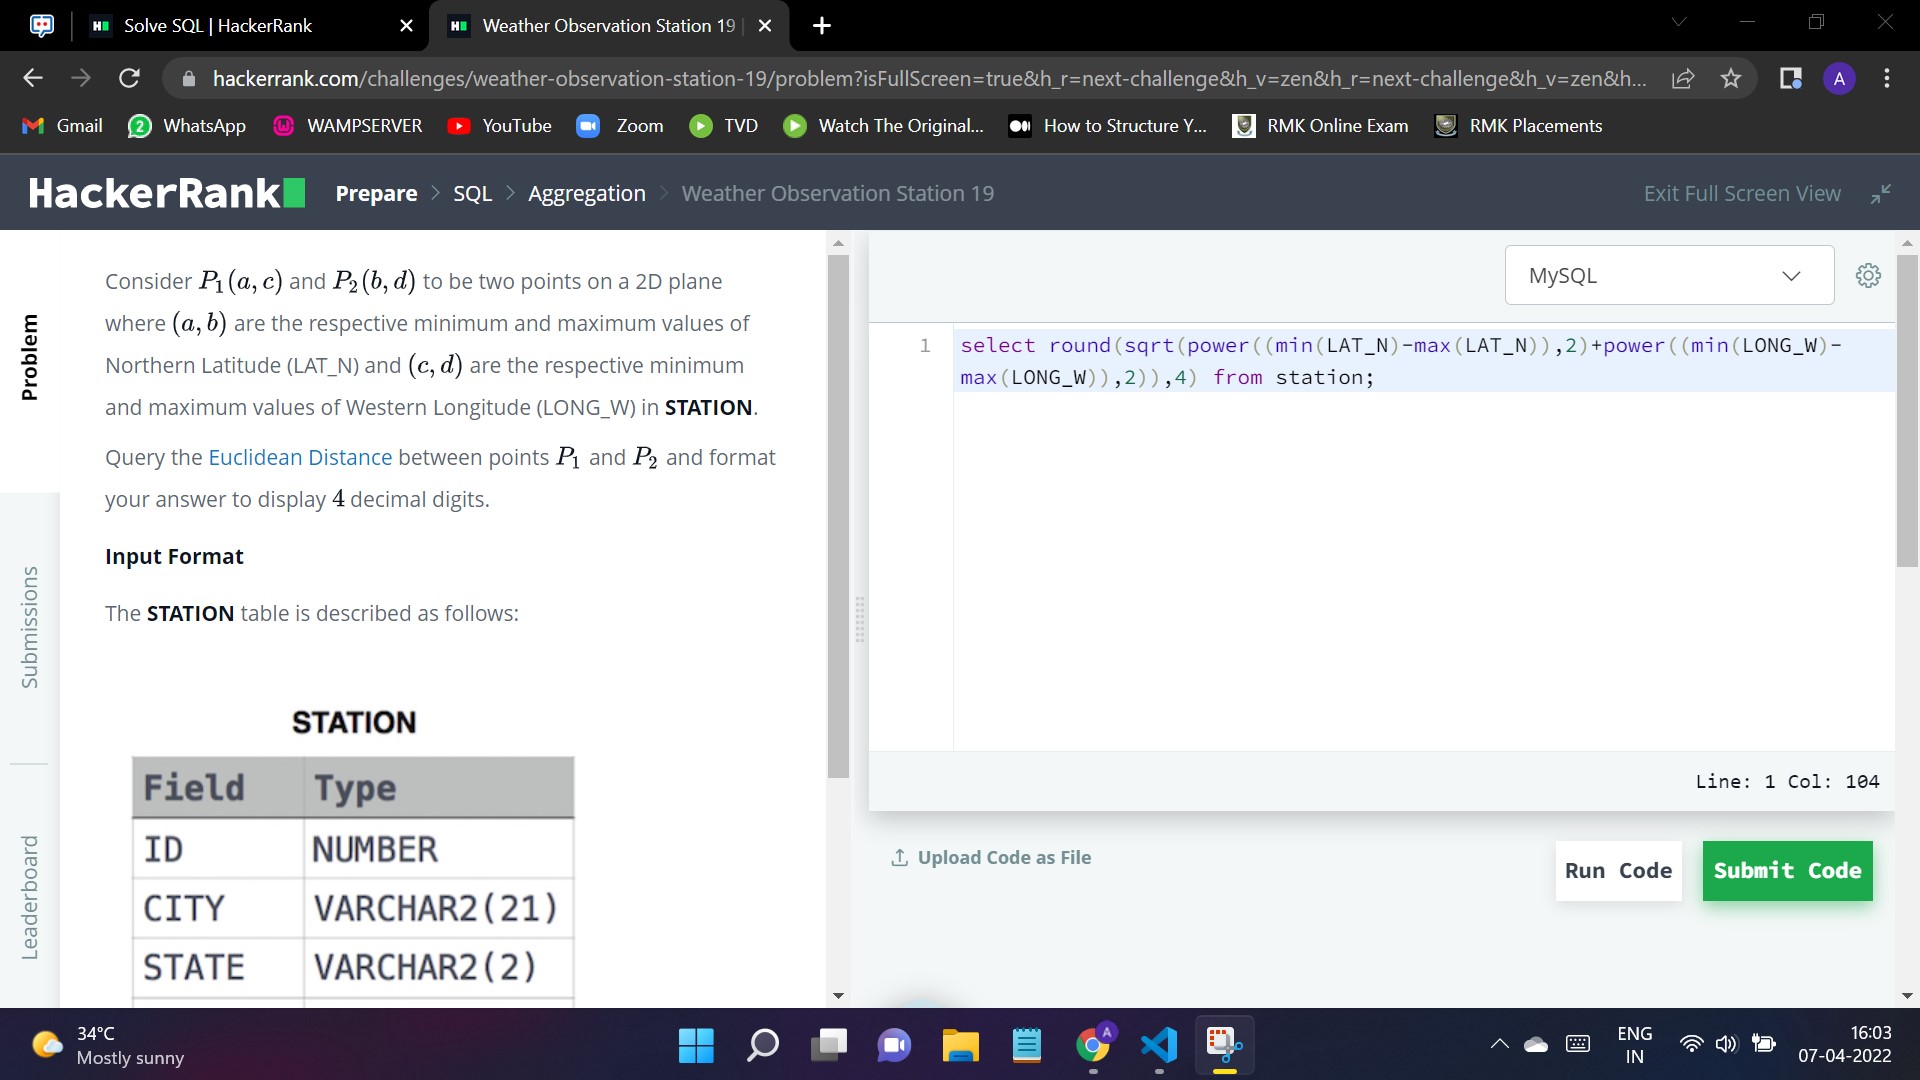 Solve SQL | HackerRank
Weather Observation Station 19
hackerrank.com/challenges/weather-observation-station-19/problem?isFullScreen=true&h_r=next-challenge&h_v=zen&h_r=next-challenge&h_v=zen&h...
A
Gmail
2 WhatsApp
WAMPSERVER
YouTube
Zoom
TVD
Watch The Original...
How to Structure Y...
RMK Online Exam
RMK Placements
HackerRank
Prepare > SQL > Aggregation > Weather Observation Station 19
Exit Full Screen View
Problem
Submissions
Leaderboard
Consider P₁(a, c) and P₂(b, d) to be two points on a 2D plane
where (a, b) are the respective minimum and maximum values of
Northern Latitude (LAT_N) and (c, d) are the respective minimum
and maximum values of Western Longitude (LONG_W) in STATION.
Query the Euclidean Distance between points P₁ and P₂ and format
your answer to display 4 decimal digits.
Input Format
The STATION table is described as follows:
STATION
Field Type
ID NUMBER
CITY VARCHAR2(21)
STATE VARCHAR2(2)
MySQL
1 select round(sqrt(power((min(LAT_N)-max(LAT_N)),2)+power((min(LONG_W)-
max(LONG_W)),2)),4) from station;
Line: 1 Col: 104
Upload Code as File
Run Code
Submit Code
34°C
Mostly sunny
A
ENG
IN
16:03
07-04-2022